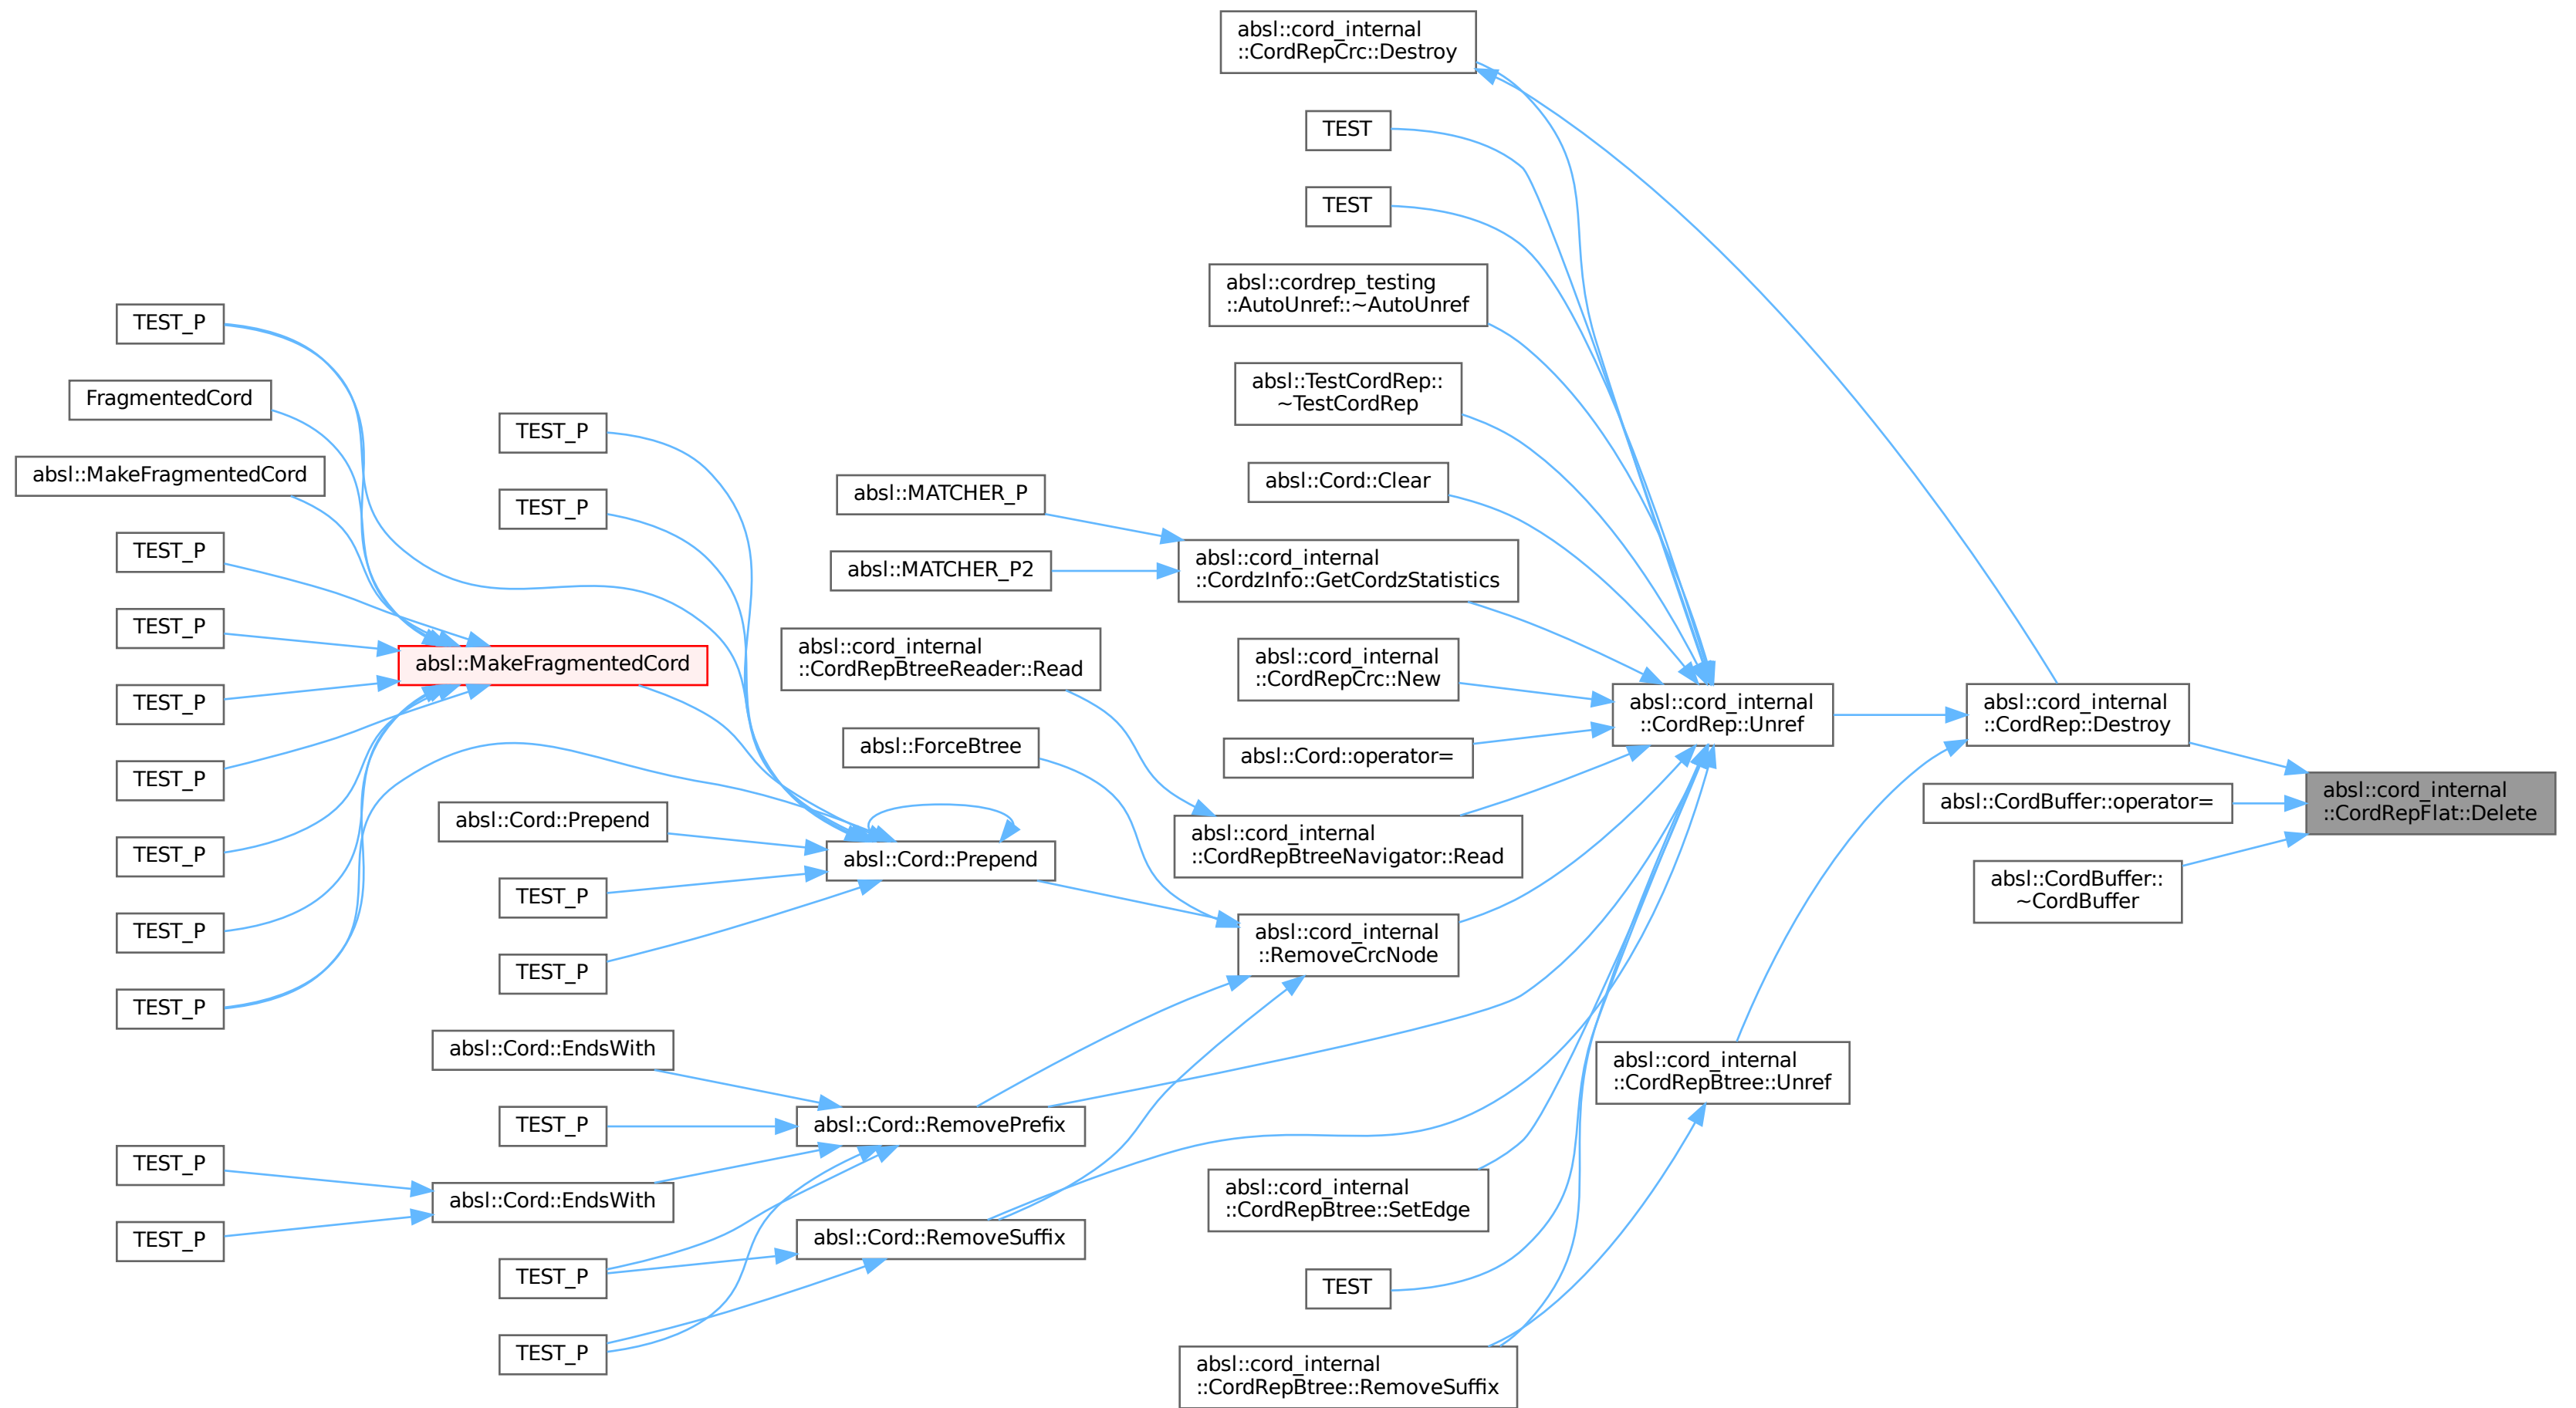 absl::cord_internal
::CordRepCrc::Destroy
TEST
TEST
absl::cordrep_testing
::AutoUnref::~AutoUnref
absl::TestCordRep::
~TestCordRep
absl::Cord::Clear
absl::cord_internal
::CordzInfo::GetCordzStatistics
absl::cord_internal
::CordRepCrc::New
absl::Cord::operator=
absl::cord_internal
::CordRepBtreeNavigator::Read
absl::cord_internal
::RemoveCrcNode
absl::cord_internal
::CordRepBtree::SetEdge
TEST
absl::cord_internal
::CordRepBtree::RemoveSuffix
absl::cord_internal
::CordRep::Unref
absl::cord_internal
::CordRepBtree::Unref
absl::cord_internal
::CordRep::Destroy
absl::CordBuffer::operator=
absl::CordBuffer::
~CordBuffer
absl::cord_internal
::CordRepFlat::Delete
absl::MATCHER_P
absl::MATCHER_P2
absl::cord_internal
::CordRepBtreeReader::Read
absl::ForceBtree
absl::Cord::Prepend
absl::Cord::RemovePrefix
absl::Cord::RemoveSuffix
TEST_P
TEST_P
absl::MakeFragmentedCord
absl::Cord::Prepend
TEST_P
TEST_P
absl::Cord::EndsWith
TEST_P
absl::Cord::EndsWith
TEST_P
TEST_P
TEST_P
FragmentedCord
absl::MakeFragmentedCord
TEST_P
TEST_P
TEST_P
TEST_P
TEST_P
TEST_P
TEST_P
TEST_P
TEST_P